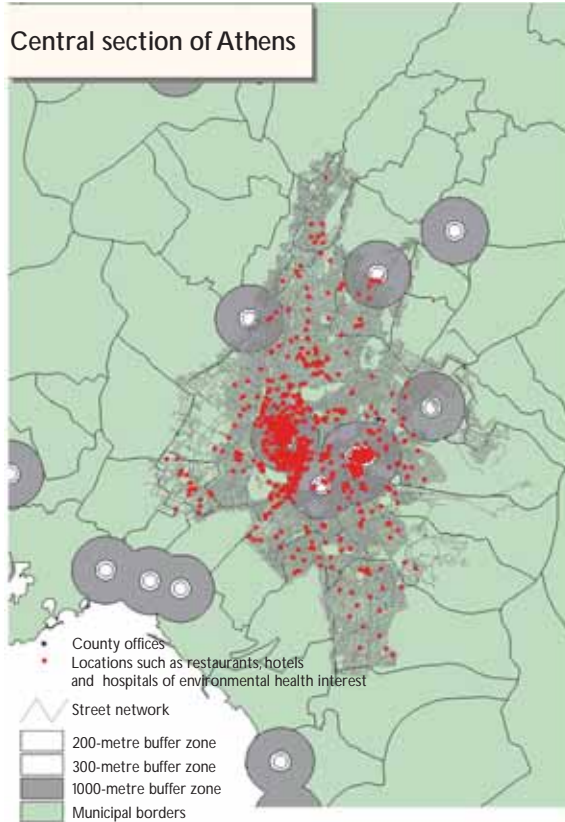 Central section of Athens
County offices
Locations such as restaurants, hotels
and hospitals of environmental health interest
Street network
200-metre buffer zone
300-metre buffer zone
1000-metre buffer zone
Municipal borders